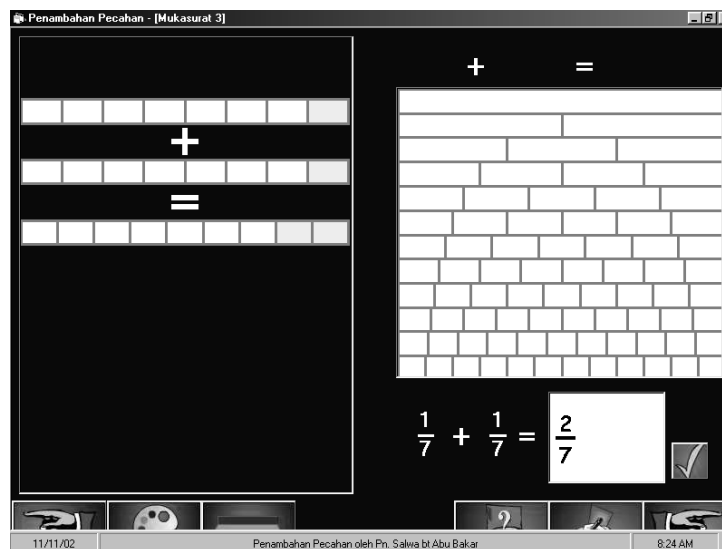 Penambahan Pecahan - [Mukasurat 3]
+ =
+
=
1/7 + 1/7 = 2/7
11/11/02 Penambahan Pecahan oleh Pn. Salwa bt Abu Bakar 8:24 AM